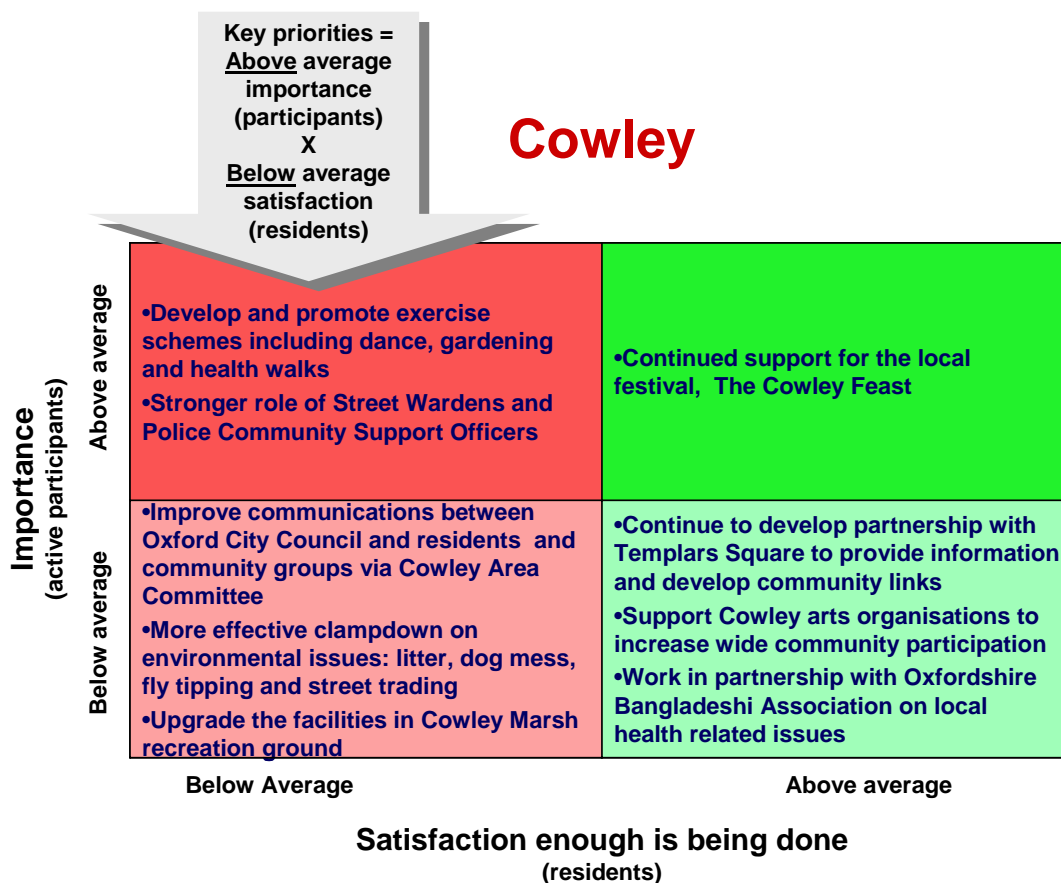 Key priorities =
Above average
importance
(participants)
X
Below average
satisfaction
(residents)
Cowley
Importance
(active participants)
Above average
•Develop and promote exercise
schemes including dance, gardening
and health walks
•Stronger role of Street Wardens and
Police Community Support Officers
•Continued support for the local
festival,  The Cowley Feast
Below average
•Improve communications between
Oxford City Council and residents  and
community groups via Cowley Area
Committee
•More effective clampdown on
environmental issues: litter, dog mess,
fly tipping and street trading
•Upgrade the facilities in Cowley Marsh
recreation ground
•Continue to develop partnership with
Templars Square to provide information
and develop community links
•Support Cowley arts organisations to
increase wide community participation
•Work in partnership with Oxfordshire
Bangladeshi Association on local
health related issues
Below Average
Above average
Satisfaction enough is being done
(residents)